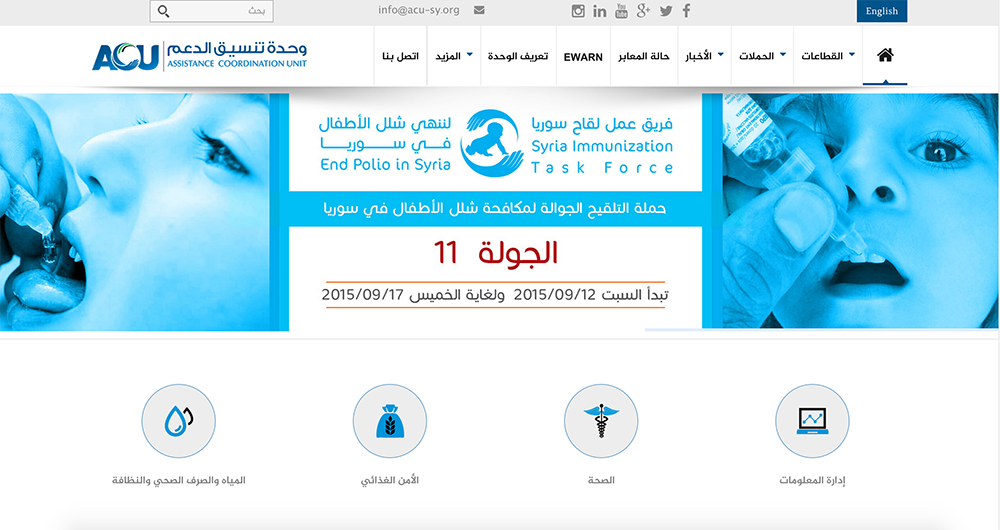 English
info@acu-sy.org
بحث
القطاعات
الحملات
الأخبار
حالة المعابر
EWARN
تعريف الوحدة
المزيد
اتصل بنا
وحدة تنسيق الدعم
ACU
ASSISTANCE COORDINATION UNIT
فريق عمل لقاح سوريا
Syria Immunization
Task Force
لننهي شلل الأطفال
في سوريا
End Polio in Syria
حملة التلقيح الجوالة لمكافحة شلل الأطفال في سوريا
الجولة 11
تبدأ السبت 2015/09/12 ولغاية الخميس 2015/09/17
إدارة المعلومات
الصحة
الأمن الغذائي
المياه والصرف الصحي والنظافة